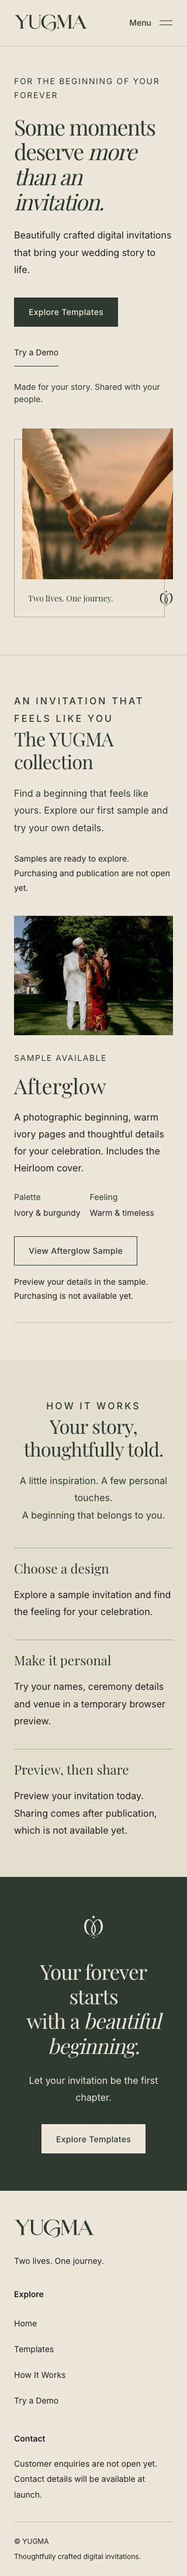 YUGMA
Menu
FOR THE BEGINNING OF YOUR
FOREVER
Some moments
deserve more
than an
invitation.
Beautifully crafted digital invitations
that bring your wedding story to
life.
Explore Templates
Try a Demo
Made for your story. Shared with your
people.
Two lives. One journey.
AN INVITATION THAT
FEELS LIKE YOU
The YUGMA
collection
Find a beginning that feels like
yours. Explore our first sample and
try your own details.
Samples are ready to explore.
Purchasing and publication are not open
yet.
SAMPLE AVAILABLE
Afterglow
A photographic beginning, warm
ivory pages and thoughtful details
for your celebration. Includes the
Heirloom cover.
Palette
Feeling
Ivory & burgundy
Warm & timeless
View Afterglow Sample
Preview your details in the sample.
Purchasing is not available yet.
HOW IT WORKS
Your story,
thoughtfully told.
A little inspiration. A few personal
touches.
A beginning that belongs to you.
Choose a design
Explore a sample invitation and find
the feeling for your celebration.
Make it personal
Try your names, ceremony details
and venue in a temporary browser
preview.
Preview, then share
Preview your invitation today.
Sharing comes after publication,
which is not available yet.
Your forever
starts
with a beautiful
beginning.
Let your invitation be the first
chapter.
Explore Templates
YUGMA
Two lives. One journey.
Explore
Home
Templates
How It Works
Try a Demo
Contact
Customer enquiries are not open yet.
Contact details will be available at
launch.
© YUGMA
Thoughtfully crafted digital invitations.